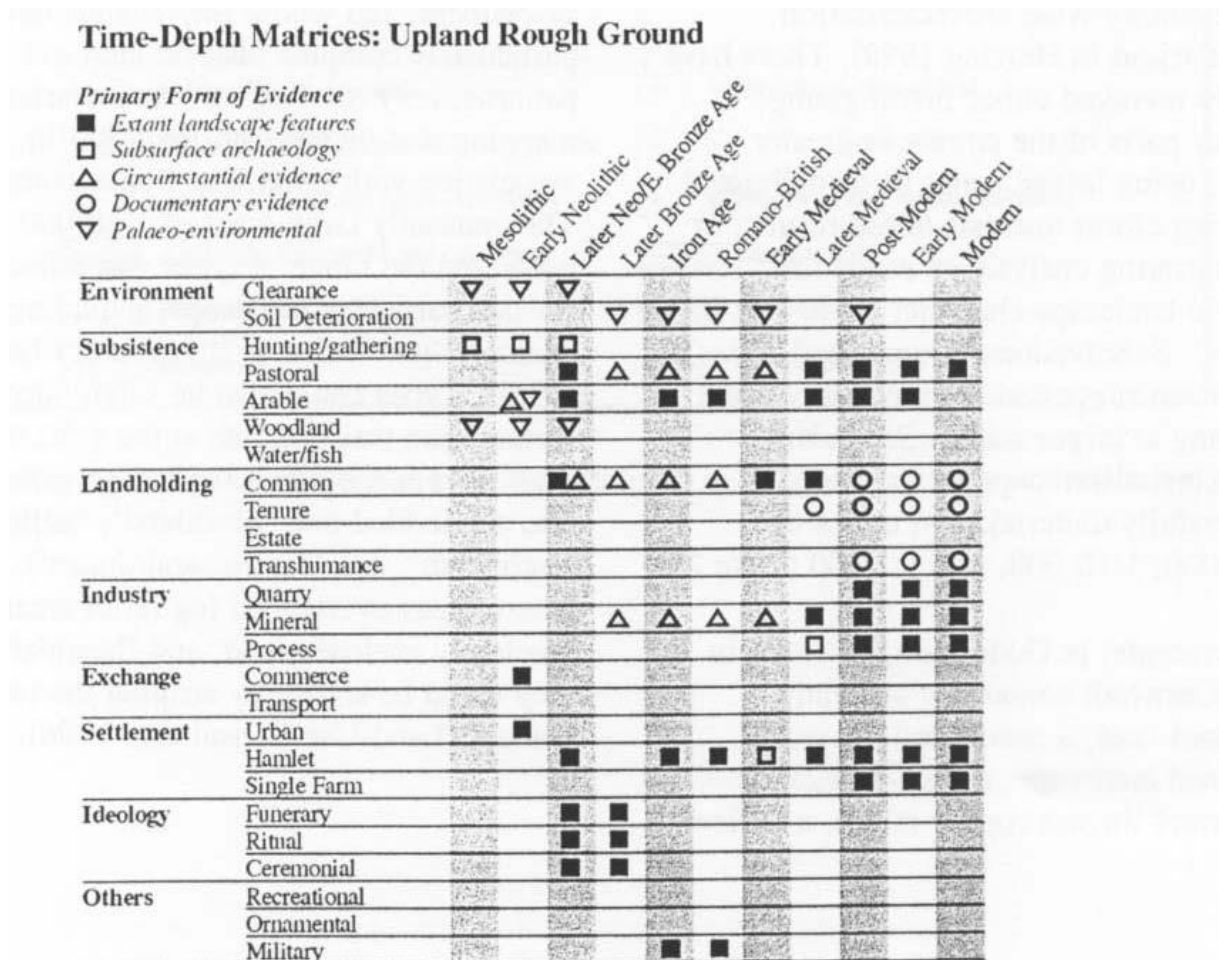 Time-Depth Matrices: Upland Rough Ground
Primary Form of Evidence
Extant landscape features
Subsurface archaeology
Circumstantial evidence
Documentary evidence
Palaeo-environmental
Mesolithic
Early Neolithic
Later Neo/E. Bronze Age
Later Bronze Age
Iron Age
Romano-British
Early Medieval
Later Medieval
Post-Modern
Early Modern
Modern
Environment Clearance
Soil Deterioration
Subsistence Hunting/gathering
Pastoral
Arable
Woodland
Water/fish
Landholding Common
Tenure
Estate
Transhumance
Industry Quarry
Mineral
Process
Exchange Commerce
Transport
Settlement Urban
Hamlet
Single Farm
Ideology Funerary
Ritual
Ceremonial
Others Recreational
Ornamental
Military